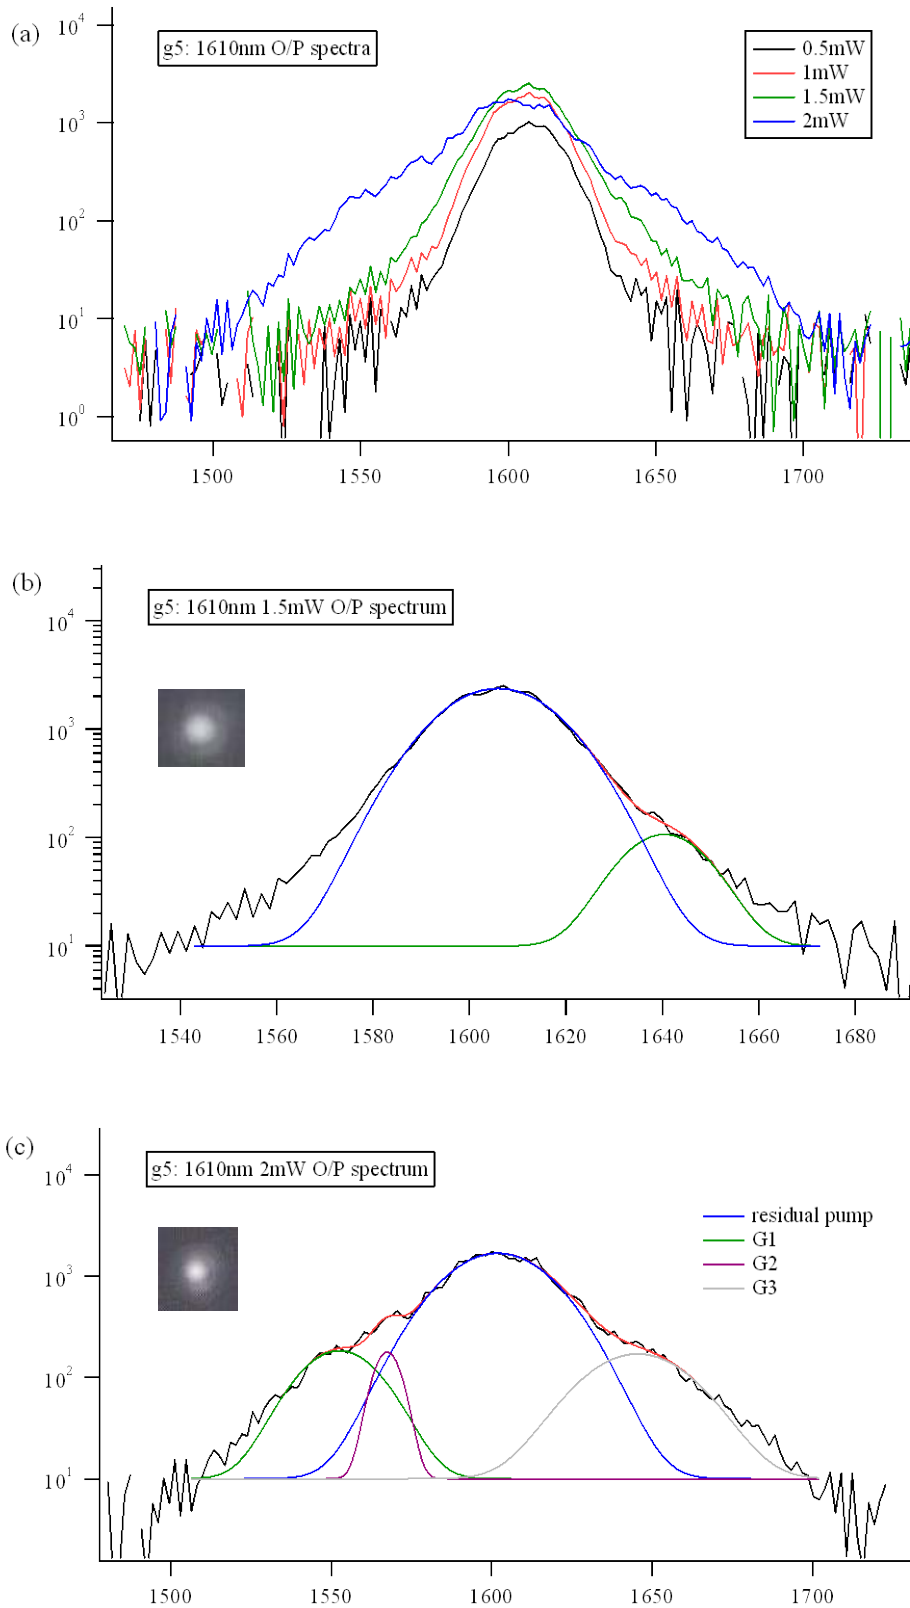 (a)
g5: 1610nm O/P spectra
0.5mW
1mW
1.5mW
2mW
10^4
10^3
10^2
10^1
10^0
1500 1550 1600 1650 1700
(b)
g5: 1610nm 1.5mW O/P spectrum
10^4
10^3
10^2
10^1
1540 1560 1580 1600 1620 1640 1660 1680
(c)
g5: 1610nm 2mW O/P spectrum
residual pump
G1
G2
G3
10^4
10^3
10^2
10^1
1500 1550 1600 1650 1700